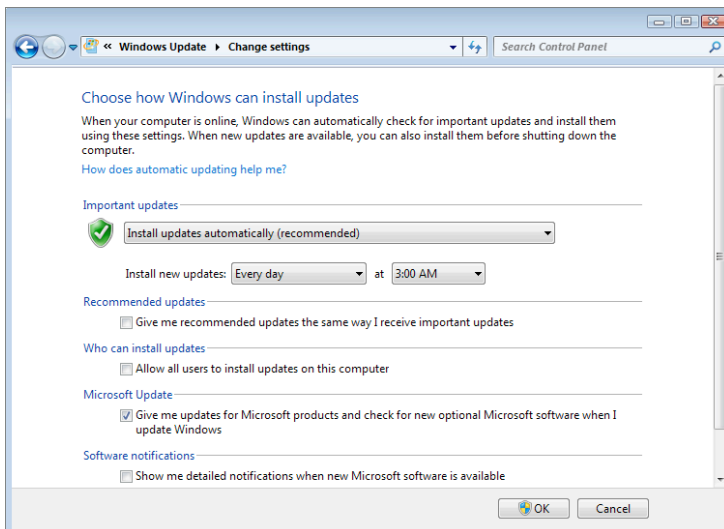 « Windows Update ▸ Change settings
Search Control Panel
Choose how Windows can install updates
When your computer is online, Windows can automatically check for important updates and install them
using these settings. When new updates are available, you can also install them before shutting down the
computer.
How does automatic updating help me?
Important updates
Install updates automatically (recommended)
Install new updates: Every day at 3:00 AM
Recommended updates
Give me recommended updates the same way I receive important updates
Who can install updates
Allow all users to install updates on this computer
Microsoft Update
Give me updates for Microsoft products and check for new optional Microsoft software when I
update Windows
Software notifications
Show me detailed notifications when new Microsoft software is available
OK Cancel